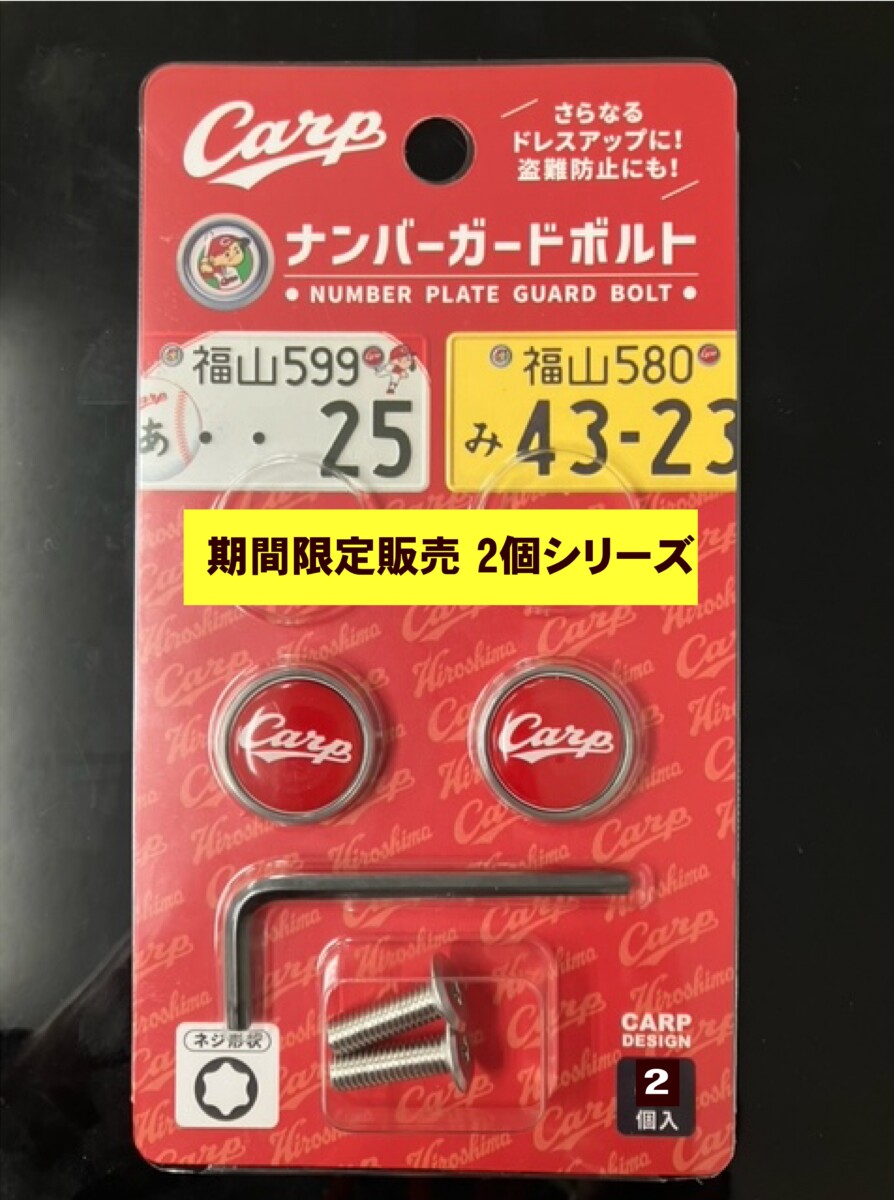 Carp
さらなる
ドレスアップに!
盗難防止にも!
ナンバーガードボルト
• NUMBER PLATE GUARD BOLT •
福山599
あ・・ 25
福山580
み 43-23
期間限定販売 2個シリーズ
Carp
Carp
ネジ形状
CARP
DESIGN
2
個入